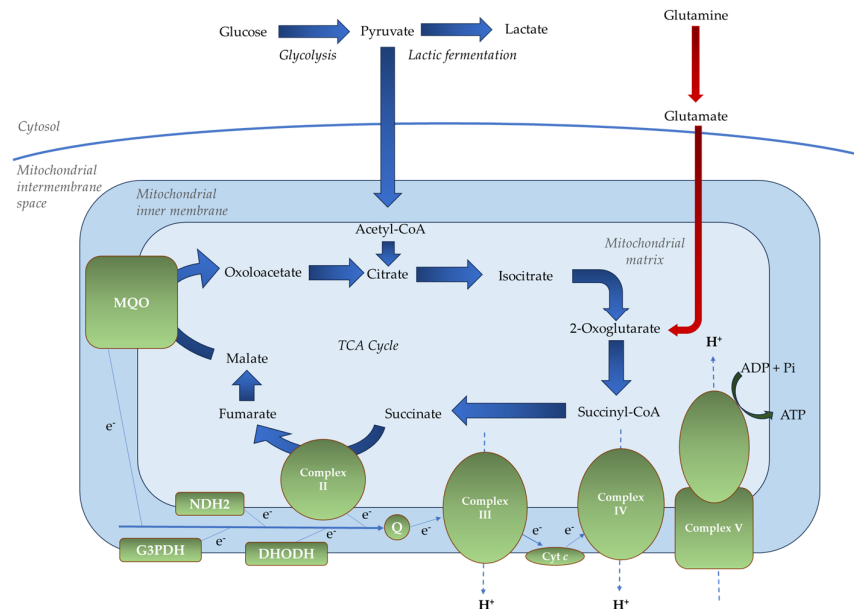 Glucose
Pyruvate
Lactate
Glutamine
Glycolysis
Lactic fermentation
Glutamate
Cytosol
Mitochondrial
intermembrane
space
Mitochondrial
inner membrane
Acetyl-CoA
Mitochondrial
matrix
Oxoloacetate
Citrate
Isocitrate
MQO
2-Oxoglutarate
TCA Cycle
H+
Malate
ADP + Pi
Fumarate
Succinate
Succinyl-CoA
ATP
e-
Complex
II
Complex
III
Complex
IV
NDH2
e-
e-
Q
e-
Complex V
G3PDH
e-
DHODH
e-
e-
e-
Cyt c
H+
H+